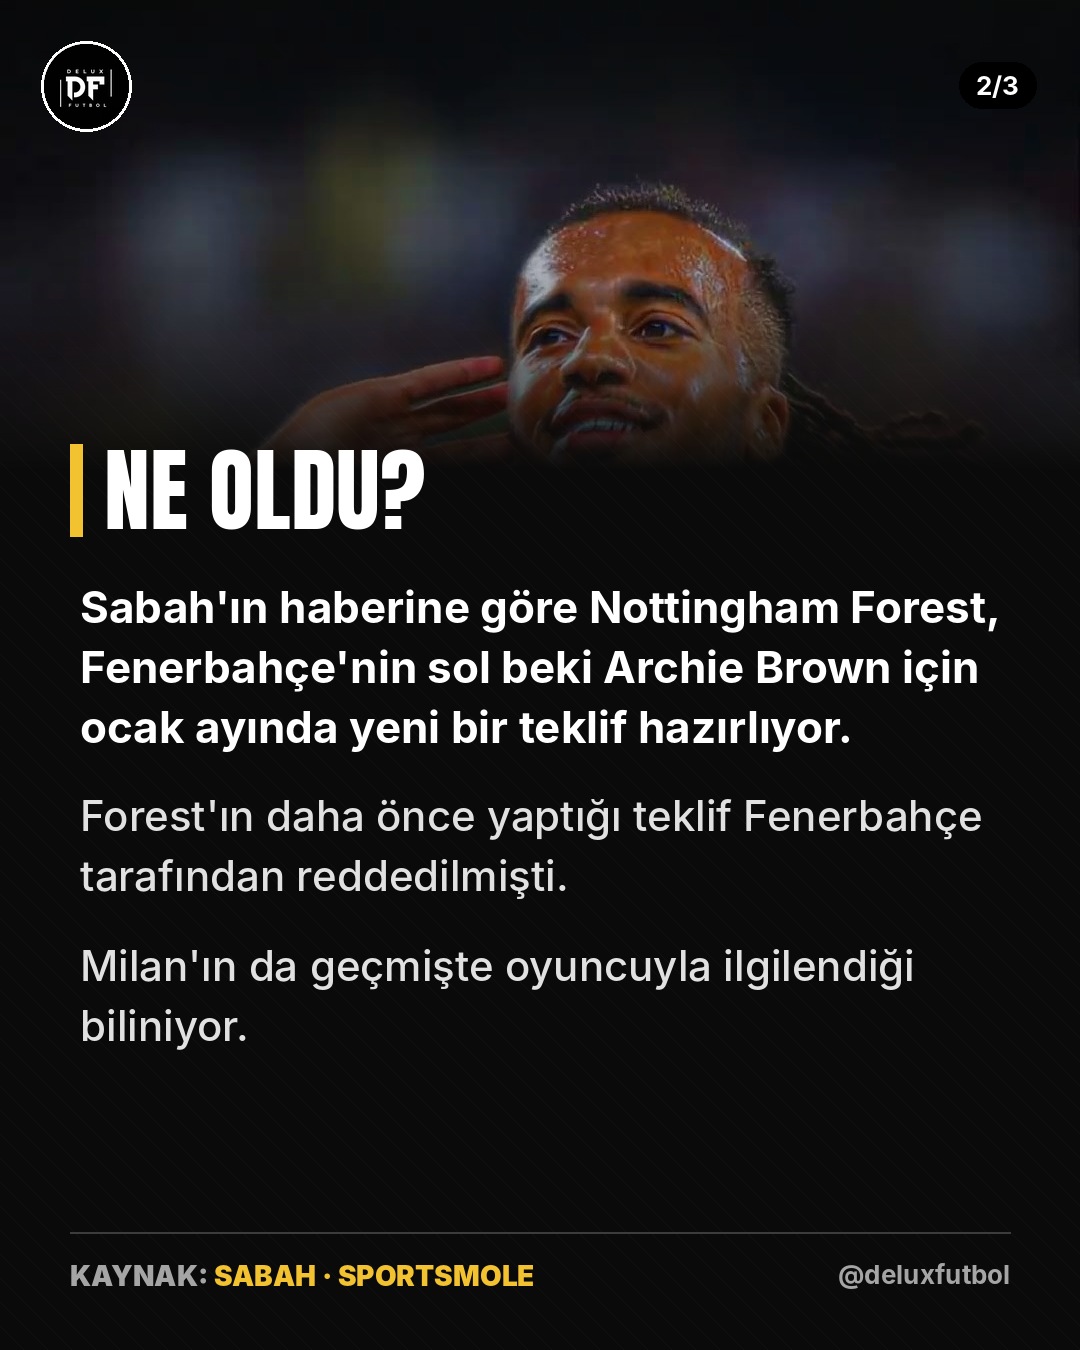 DELUX
DF
FUTBOL
2/3
NE OLDU?
Sabah'ın haberine göre Nottingham Forest,
Fenerbahçe'nin sol beki Archie Brown için
ocak ayında yeni bir teklif hazırlıyor.
Forest'ın daha önce yaptığı teklif Fenerbahçe
tarafından reddedilmişti.
Milan'ın da geçmişte oyuncuyla ilgilendiği
biliniyor.
KAYNAK: SABAH · SPORTSMOLE
@deluxfutbol